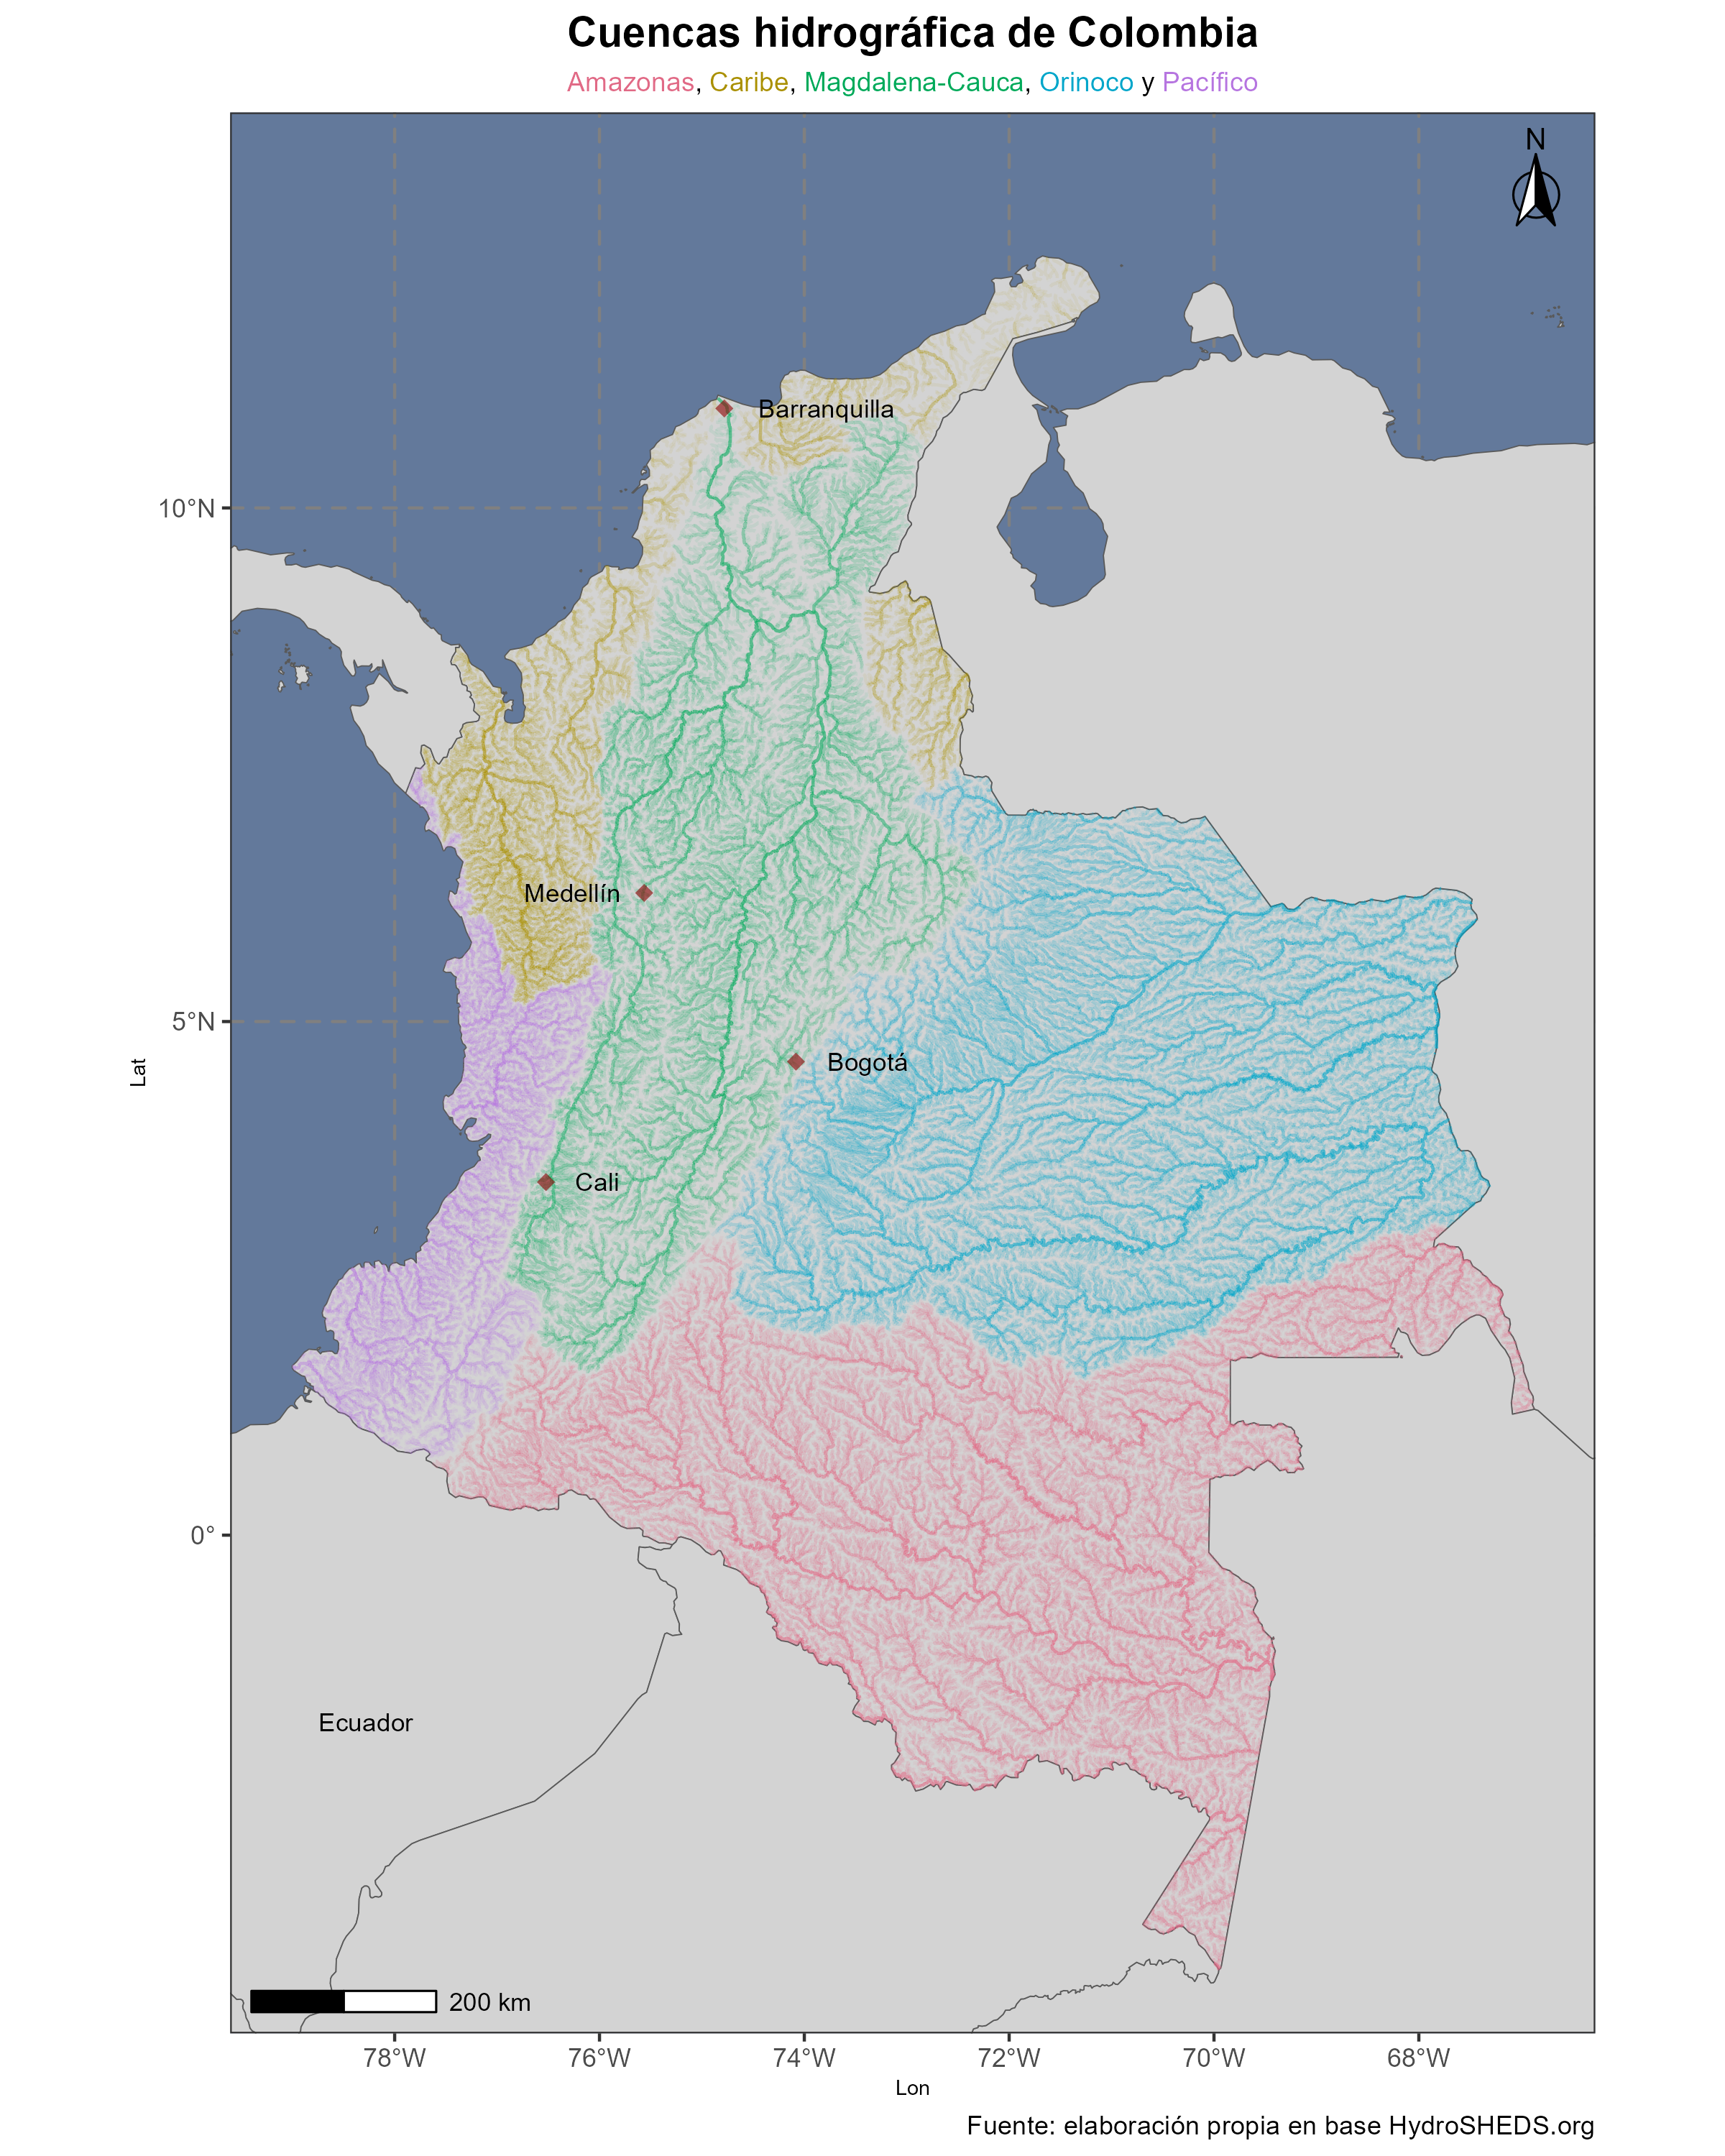 Cuencas hidrográfica de Colombia
Amazonas, Caribe, Magdalena-Cauca, Orinoco y Pacífico
N
Barranquilla
10°N
Medellín
5°N
Bogotá
Lat
Cali
0°
Ecuador
200 km
78°W 76°W 74°W 72°W 70°W 68°W
Lon
Fuente: elaboración propia en base HydroSHEDS.org